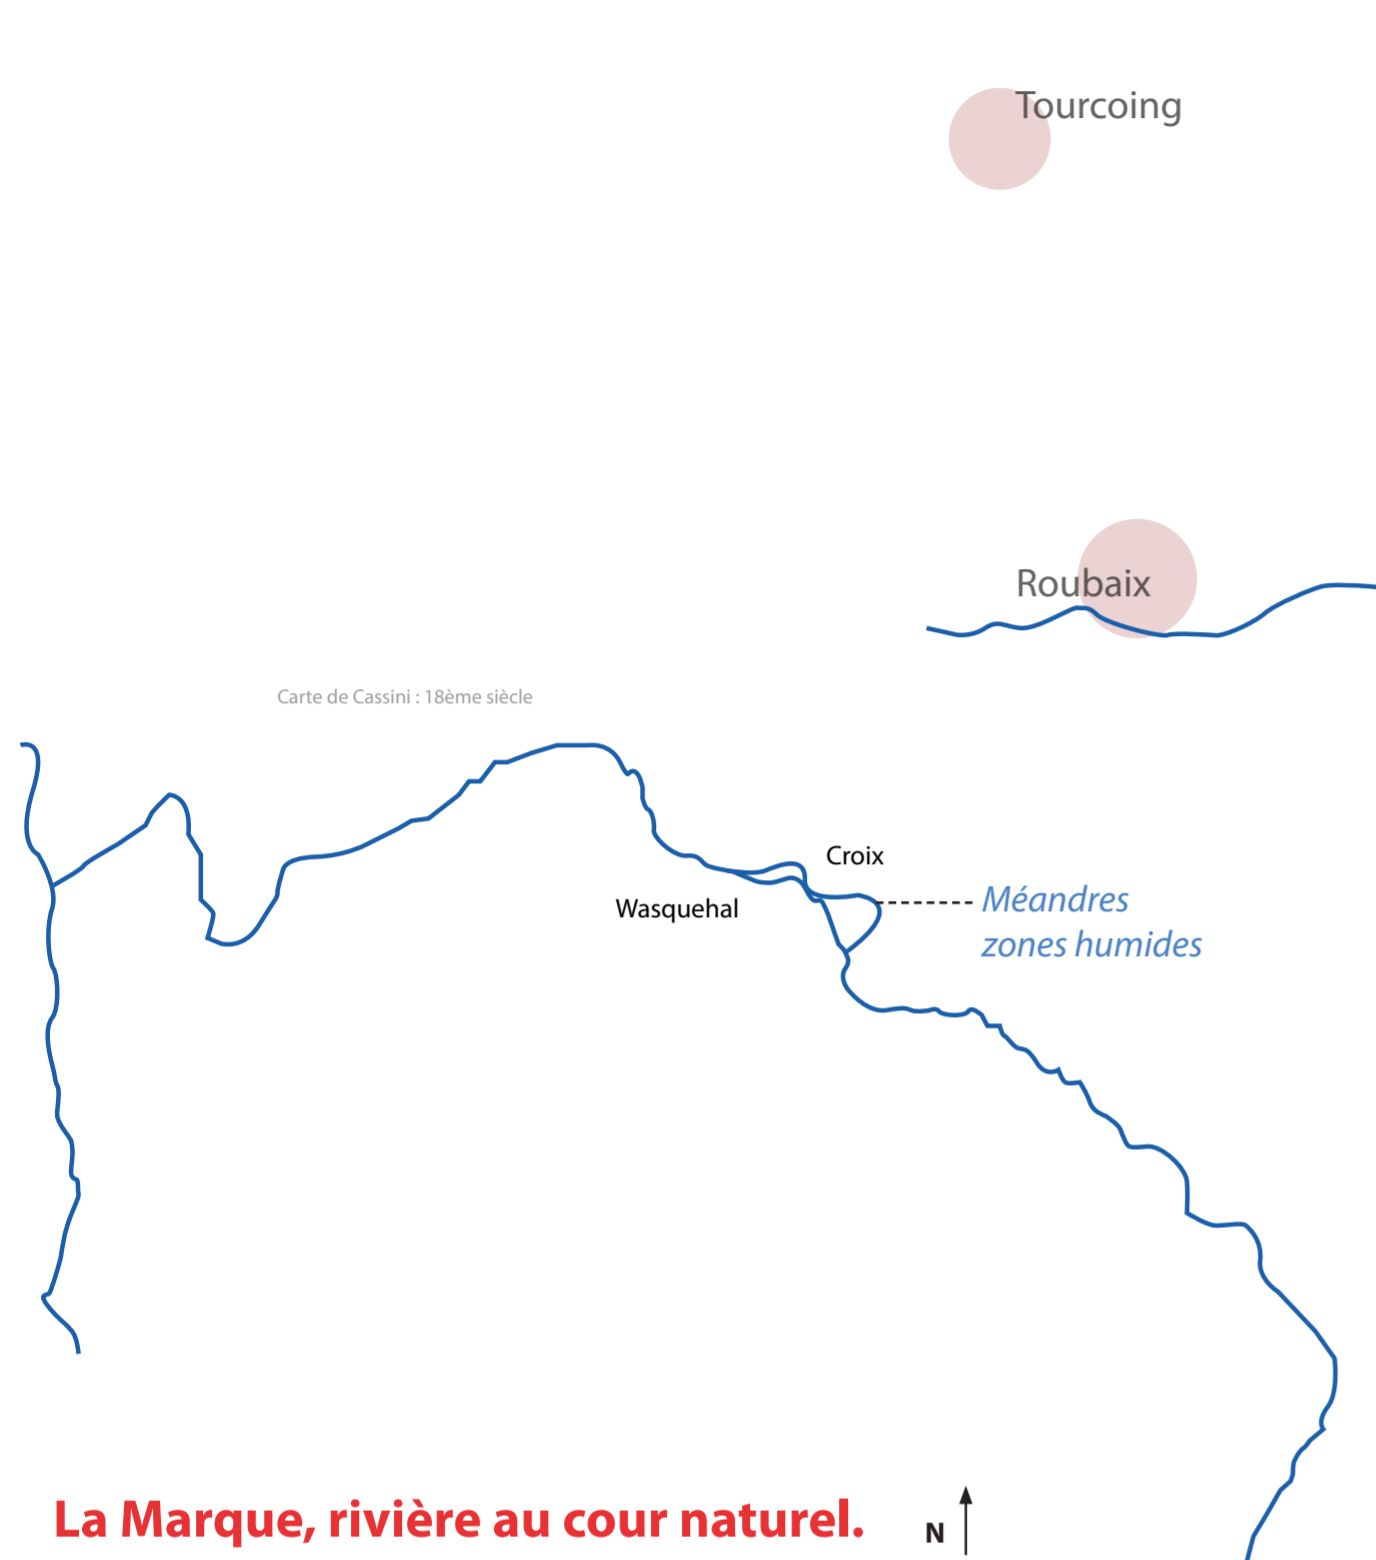 Tourcoing
Roubaix
Carte de Cassini : 18ème siècle
Croix
Méandres
zones humides
Wasquehal
La Marque, rivière au cour naturel.
N